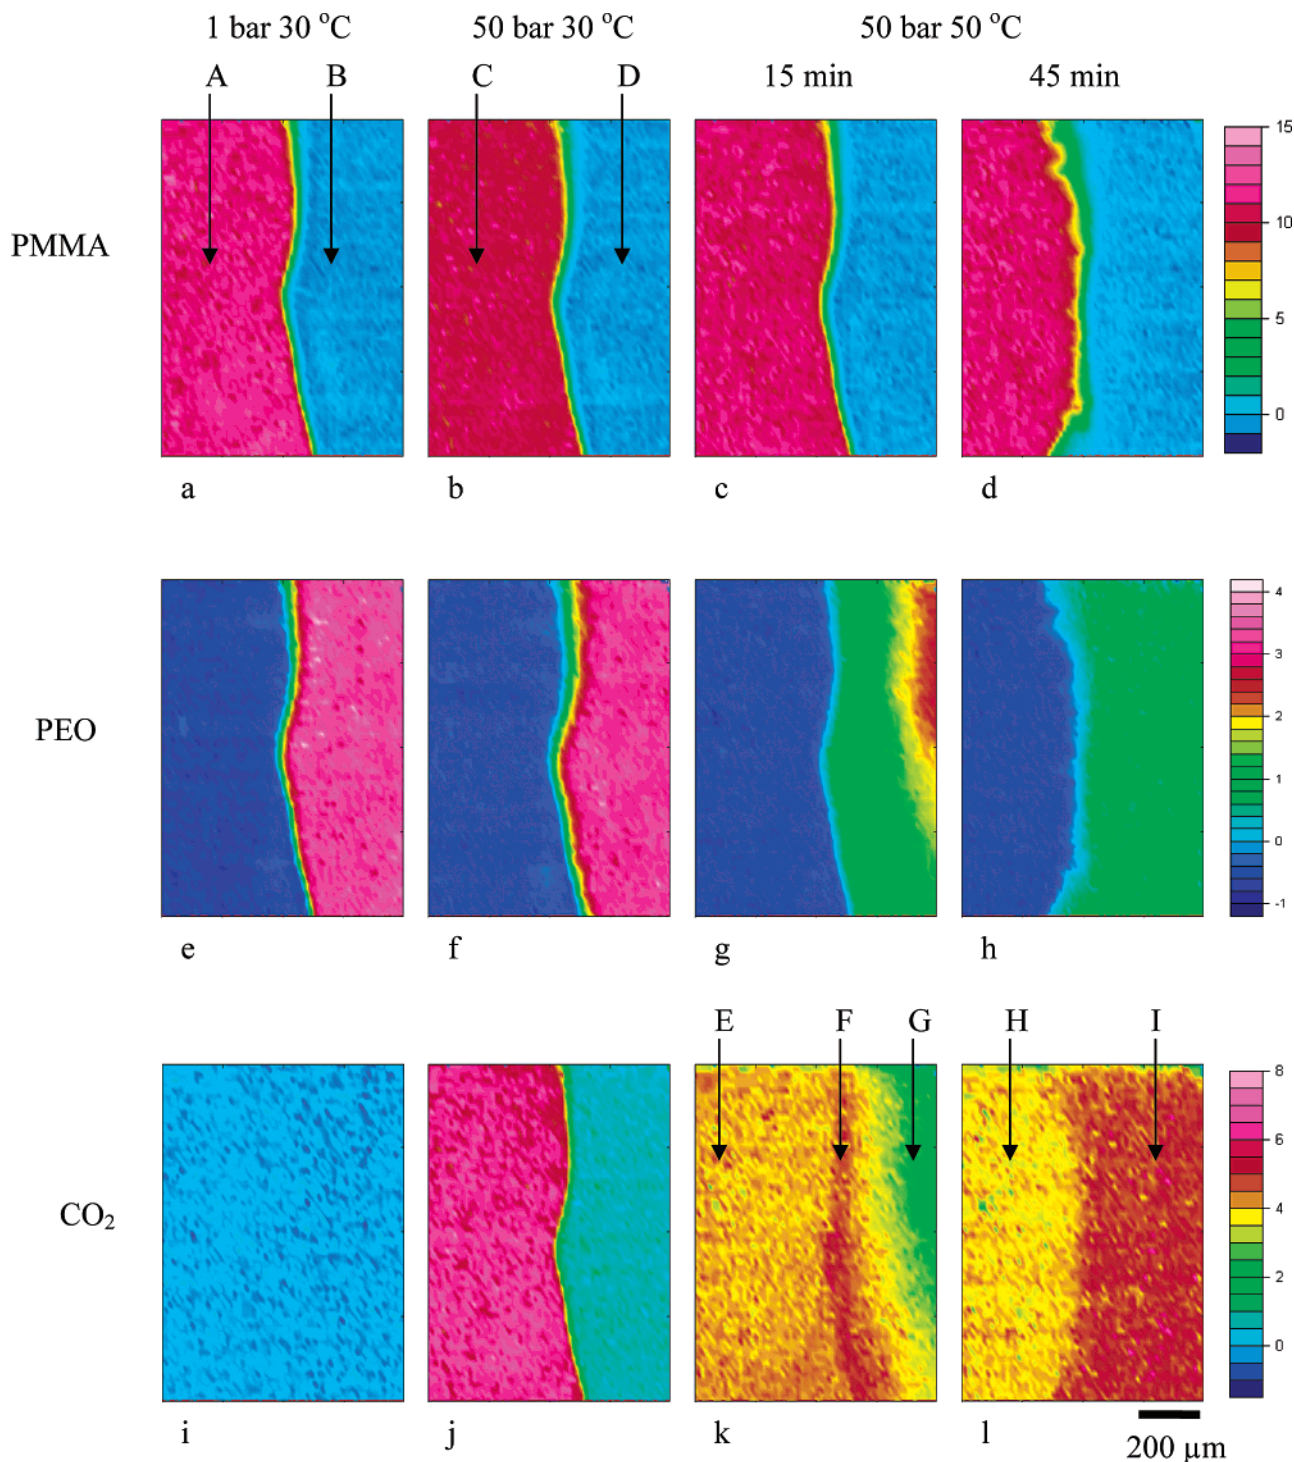 1 bar 30 °C 50 bar 30 °C 50 bar 50 °C
15 min 45 min
A B C D
PMMA
15
10
5
0
a b c d
PEO
4
3
2
1
0
-1
e f g h
E F G H I
CO₂
8
6
4
2
0
i j k l
200 µm